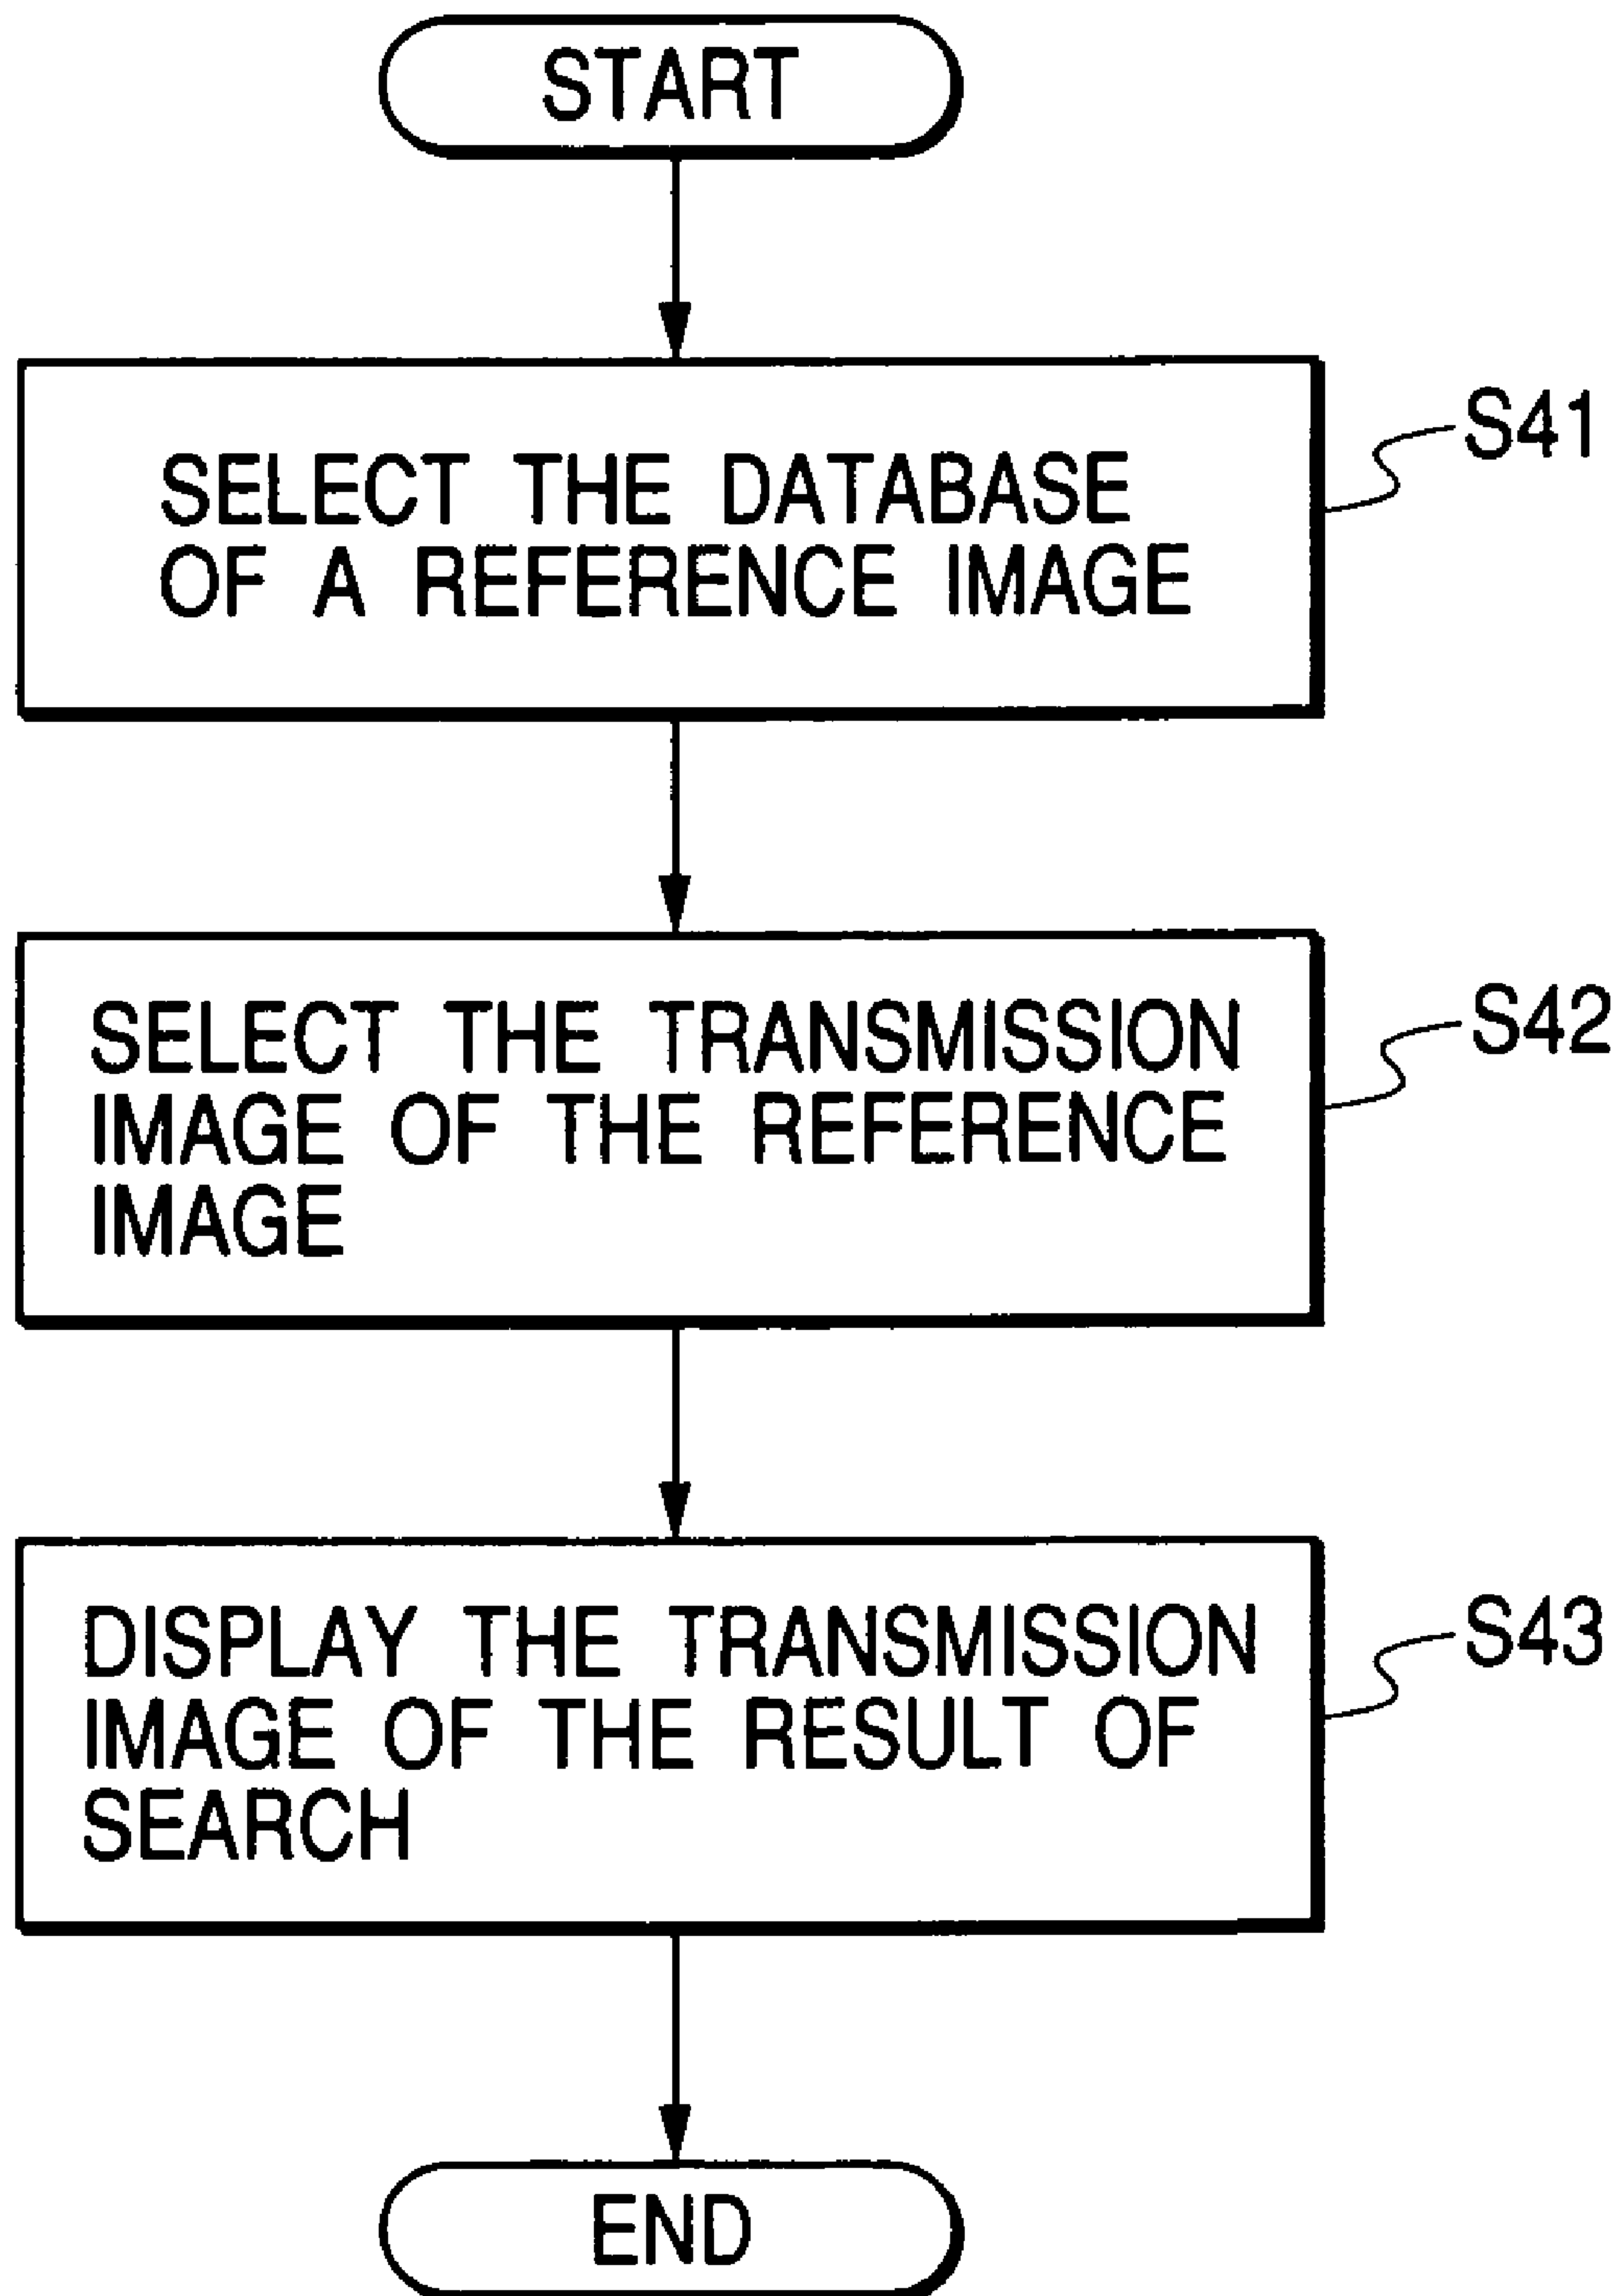 START
SELECT THE DATABASE
OF A REFERENCE IMAGE
S41
SELECT THE TRANSMISSION
IMAGE OF THE REFERENCE
IMAGE
S42
DISPLAY THE TRANSMISSION
IMAGE OF THE RESULT OF
SEARCH
S43
END